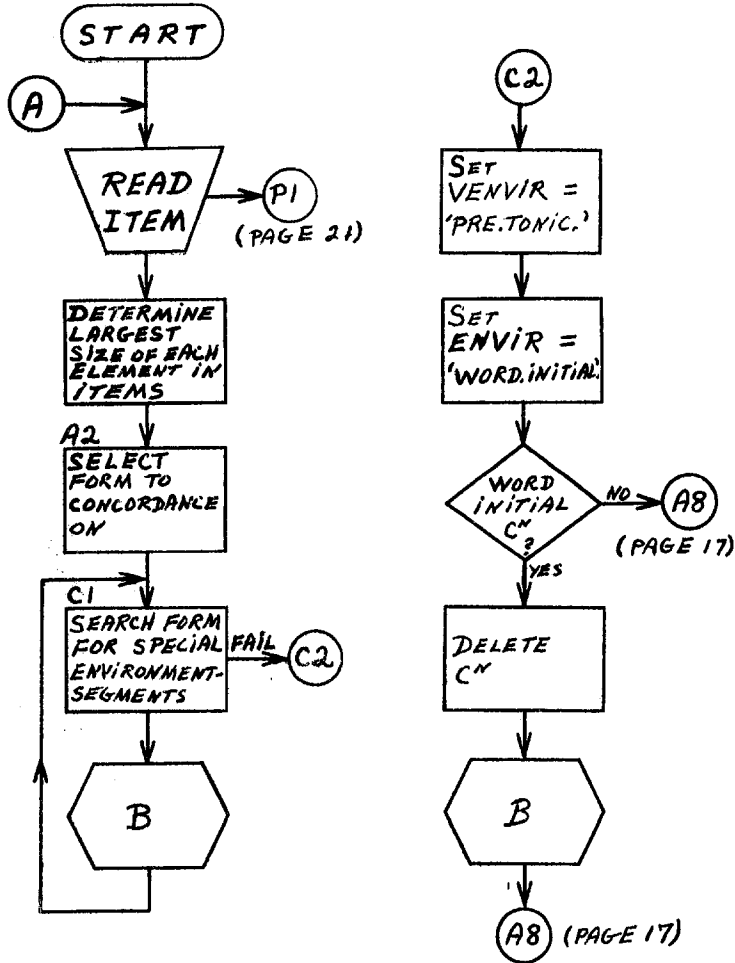 START
A
READ
ITEM
P1
(PAGE 21)
DETERMINE
LARGEST
SIZE OF EACH
ELEMENT IN
ITEMS
A2
SELECT
FORM TO
CONCORDANCE
ON
C1
SEARCH FORM
FOR SPECIAL
ENVIRONMENT-
SEGMENTS
FAIL
C2
B
C2
SET
VENVIR =
'PRE.TONIC.'
SET
ENVIR =
'WORD.INITIAL'.
WORD
INITIAL
Cᴺ
?
NO
A8
(PAGE 17)
YES
DELETE
Cᴺ
B
A8 (PAGE 17)